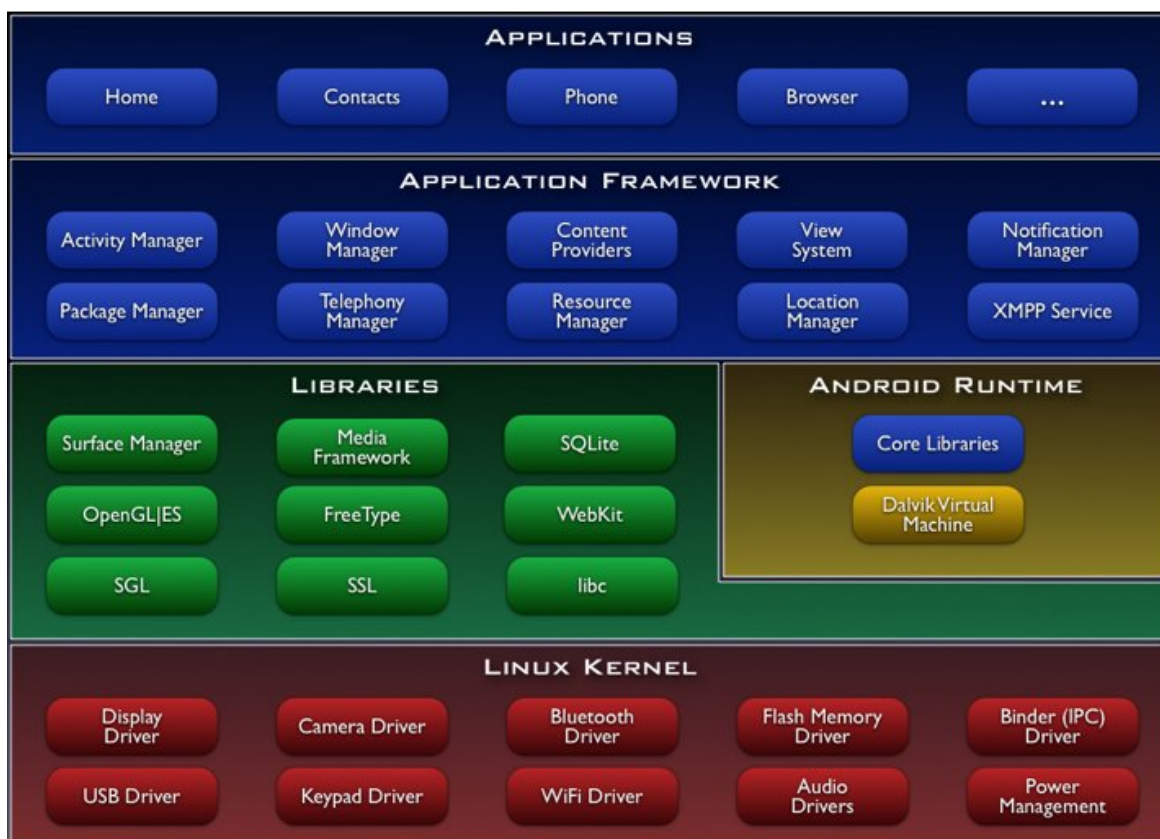 APPLICATIONS
Home
Contacts
Phone
Browser
...
APPLICATION FRAMEWORK
Activity Manager
Window
Manager
Content
Providers
View
System
Notification
Manager
Package Manager
Telephony
Manager
Resource
Manager
Location
Manager
XMPP Service
LIBRARIES
Surface Manager
Media
Framework
SQLite
OpenGL|ES
FreeType
WebKit
SGL
SSL
libc
ANDROID RUNTIME
Core Libraries
Dalvik Virtual
Machine
LINUX KERNEL
Display
Driver
Camera Driver
Bluetooth
Driver
Flash Memory
Driver
Binder (IPC)
Driver
USB Driver
Keypad Driver
WiFi Driver
Audio
Drivers
Power
Management